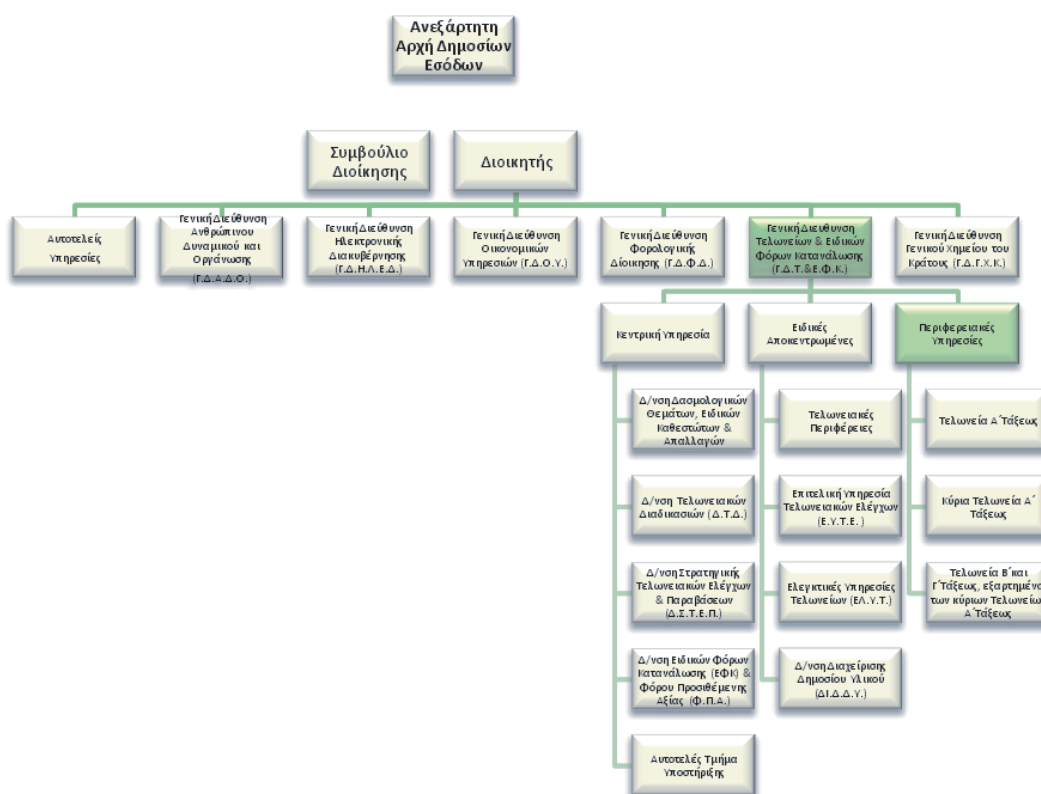 Ανεξάρτητη
Αρχή Δημοσίων
Εσόδων
Συμβούλιο
Διοίκησης
Διοικητής
Αυτοτελείς
Υπηρεσίες
Γενική Διεύθυνση
Ανθρώπινου
Δυναμικού και
Οργάνωσης
(Γ.Δ.Α.Δ.Ο.)
Γενική Διεύθυνση
Ηλεκτρονικής
Διακυβέρνησης
(Γ.Δ.Η.Λ.Ε.Δ.)
Γενική Διεύθυνση
Οικονομικών
Υπηρεσιών (Γ.Δ.Ο.Υ.)
Γενική Διεύθυνση
Φορολογικής
Δίοικησης (Γ.Δ.Φ.Δ.)
Γενική Διευθυνση
Τελωνείων & Ειδικών
Φόρων Κατανάλωσης
(Γ.Δ.Τ.&Ε.Φ.Κ.)
Γενική Διεύθυνση
Γενικού Χημείου του
Κράτους (Γ.Δ.Γ.Χ.Κ.)
Κεντρική Υπηρεσία
Ειδικές
Αποκεντρωμένες
Περιφερειακές
Υπηρεσίες
Δ/νση Δασμολογικών
Θεμάτων, Ειδικών
Καθεστώτων &
Απαλλαγών
Τελωνειακές
Περιφέρειες
Τελωνεία Α΄Τάξεως
Δ/νση Τελωνειακών
Διαδικασιών (Δ.Τ.Δ.)
Επιτελική Υπηρεσία
Τελωνειακών Ελέγχων
(Ε.Υ.Τ.Ε. )
Κύρια Τελωνεία Α΄
Τάξεως
Δ/νση Στρατηγικής
Τελωνειακών Ελέγχων
& Παραβάσεων
(Δ.Σ.Τ.Ε.Π.)
Ελεγκτικές Υπηρεσίες
Τελωνείων (ΕΛ.Υ.Τ.)
Τελωνεία Β΄και
Γ΄Τάξεως, εξαρτημένα
των κύριων Τελωνείων
Α΄Τάξεως
Δ/νση Ειδικών Φόρων
Κατανάλωσης (ΕΦΚ) &
Φόρου Προσιθέμενης
Αξίας (Φ.Π.Α.)
Δ/νση Διαχείρισης
Δημοσίου Υλικού
(ΔΙ.Δ.Δ.Υ.)
Αυτοτελές Τμήμα
Υποστήριξης